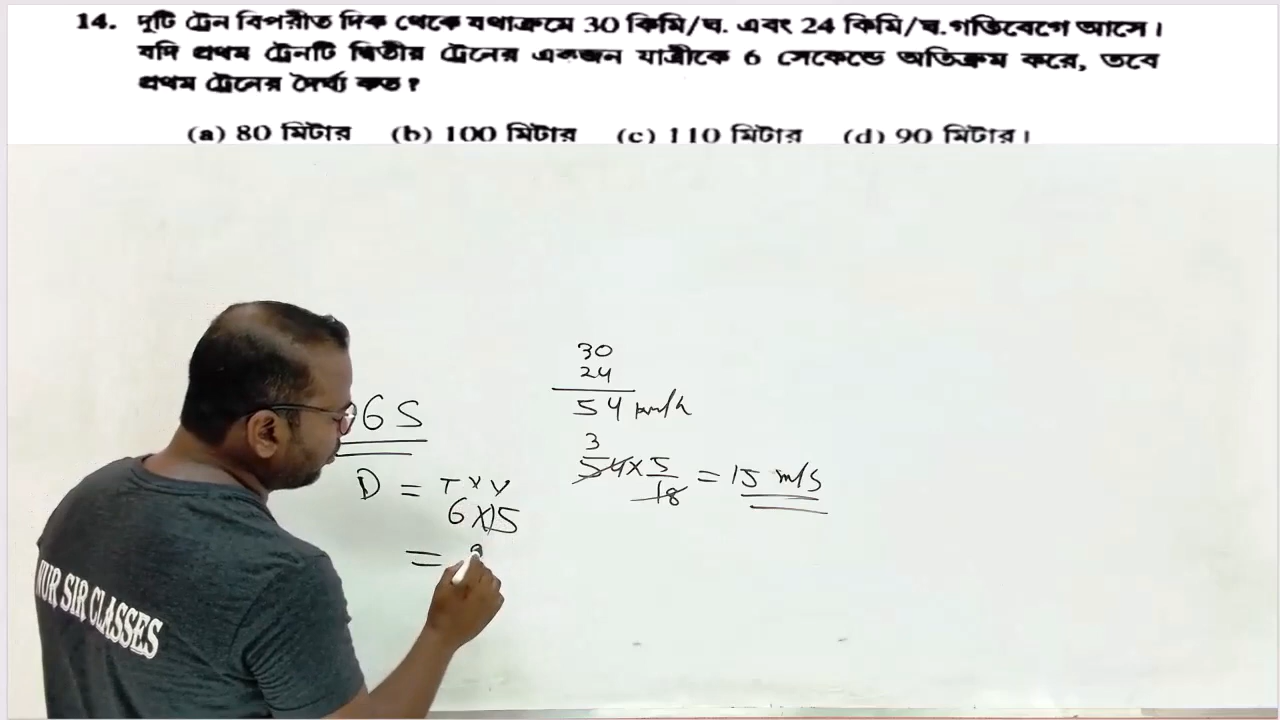 14. দুটি ট্রেন বিপরীত দিক থেকে যথাক্রমে 30 কিমি/ঘ. এবং 24 কিমি/ঘ. গতিবেগে আসে।
যদি প্রথম ট্রেনটি দ্বিতীয় ট্রেনের একজন যাত্রীকে 6 সেকেন্ডে অতিক্রম করে, তবে
প্রথম ট্রেনের দৈর্ঘ্য কত?
(a) 80 মিটার (b) 100 মিটার (c) 110 মিটার (d) 90 মিটার।
30
24
54 km/h
3
54 × 5/18 = 15 m/s
6 S
D = T × V
6 × 15
=
NUR SIR CLASSES